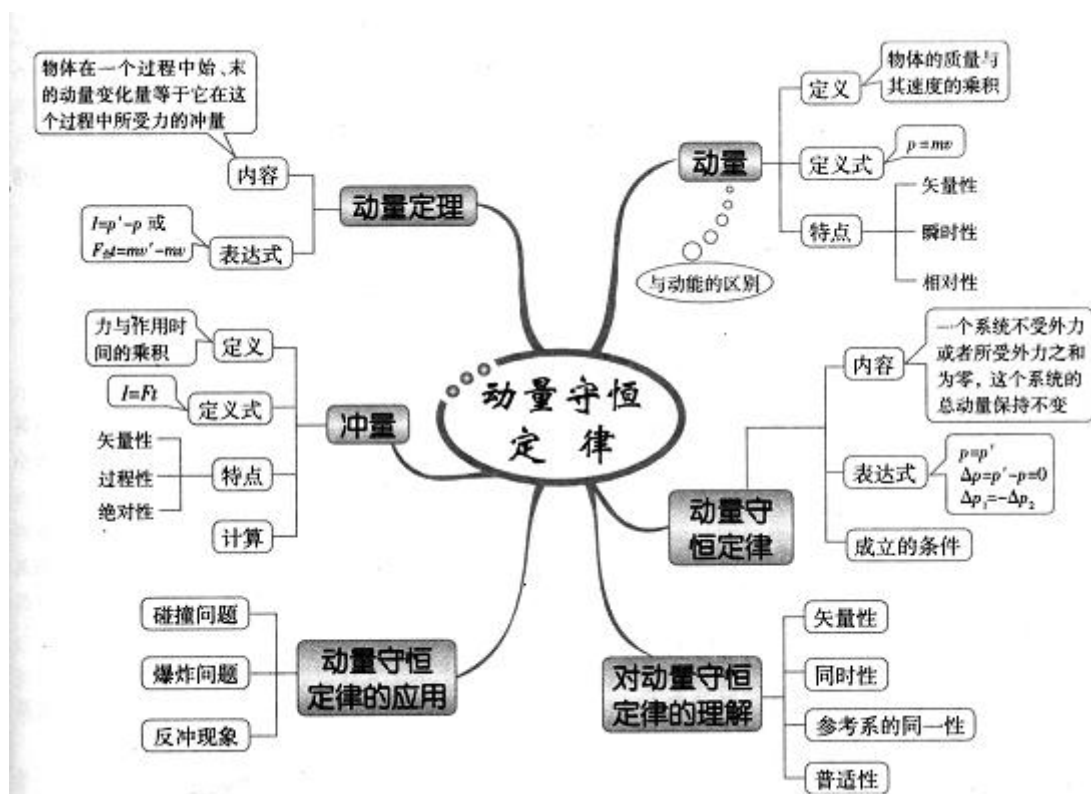 物体在一个过程中始、末
的动量变化量等于它在这
个过程中所受力的冲量
内容
动量定理
I=p′-p 或
F合t=mv′-mv
表达式
动量
定义
物体的质量与
其速度的乘积
定义式
p=mv
特点
矢量性
瞬时性
相对性
与动能的区别
动量守恒
定律
冲量
力与作用时
间的乘积
定义
I=Ft
定义式
矢量性
过程性
绝对性
特点
计算
动量守
恒定律
内容
一个系统不受外力
或者所受外力之和
为零，这个系统的
总动量保持不变
表达式
p=p′
Δp=p′-p=0
Δp₁=-Δp₂
成立的条件
动量守恒
定律的应用
碰撞问题
爆炸问题
反冲现象
对动量守恒
定律的理解
矢量性
同时性
参考系的同一性
普适性